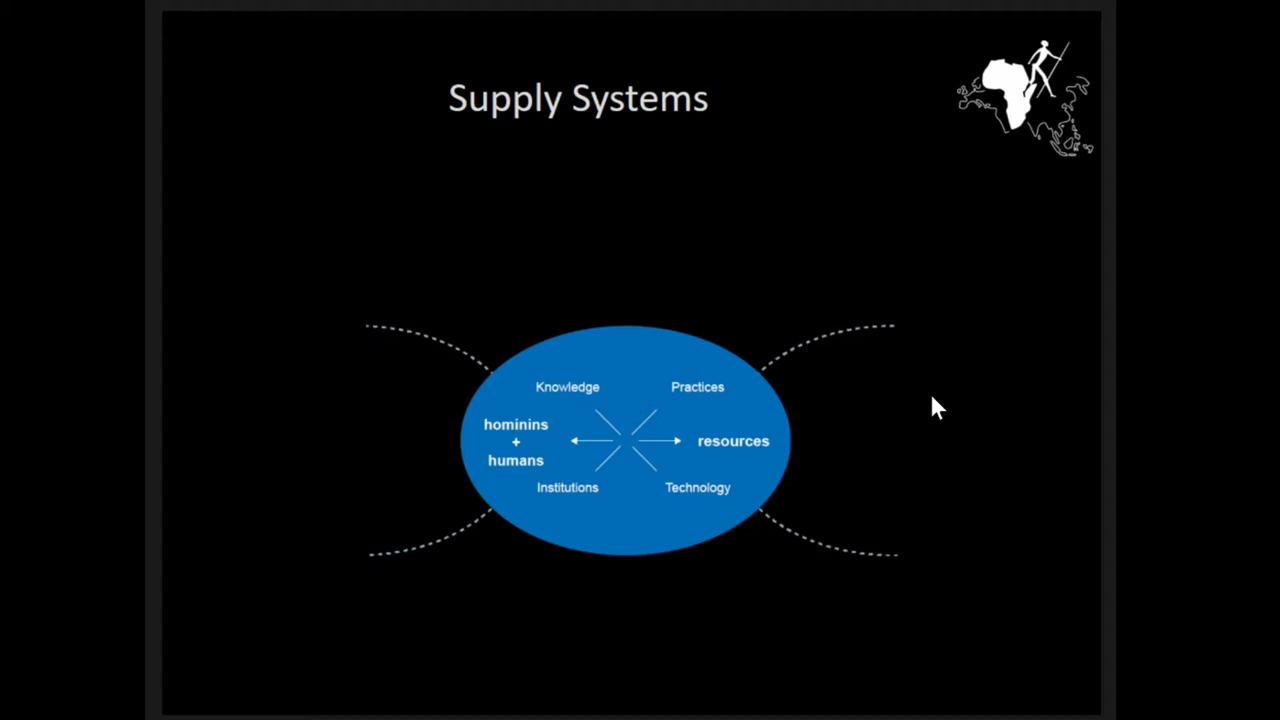 Supply Systems
Knowledge
Practices
hominins
+
humans
resources
Institutions
Technology